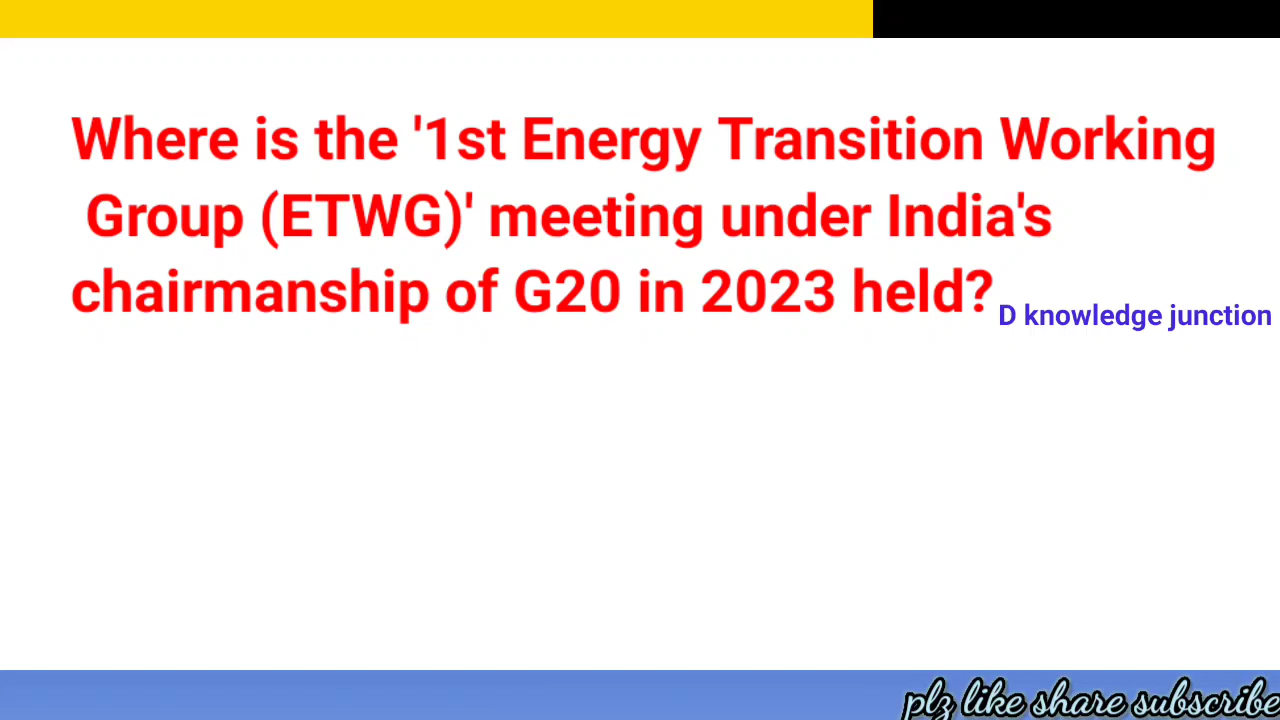 Where is the '1st Energy Transition Working
Group (ETWG)' meeting under India's
chairmanship of G20 in 2023 held?
D knowledge junction
plz like share subscribe